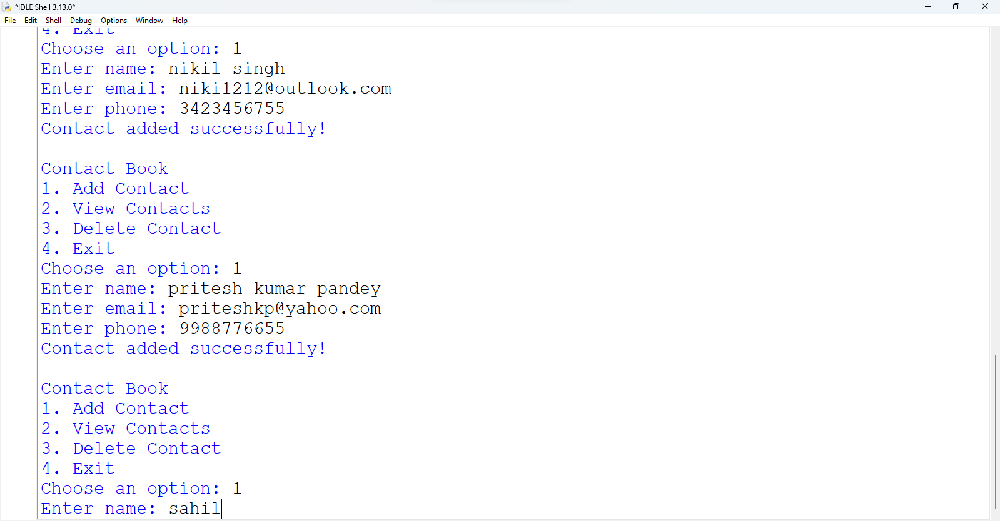 *IDLE Shell 3.13.0*
File Edit Shell Debug Options Window Help
4. Exit
Choose an option: 1
Enter name: nikil singh
Enter email: niki1212@outlook.com
Enter phone: 3423456755
Contact added successfully!
Contact Book
1. Add Contact
2. View Contacts
3. Delete Contact
4. Exit
Choose an option: 1
Enter name: pritesh kumar pandey
Enter email: priteshkp@yahoo.com
Enter phone: 9988776655
Contact added successfully!
Contact Book
1. Add Contact
2. View Contacts
3. Delete Contact
4. Exit
Choose an option: 1
Enter name: sahil